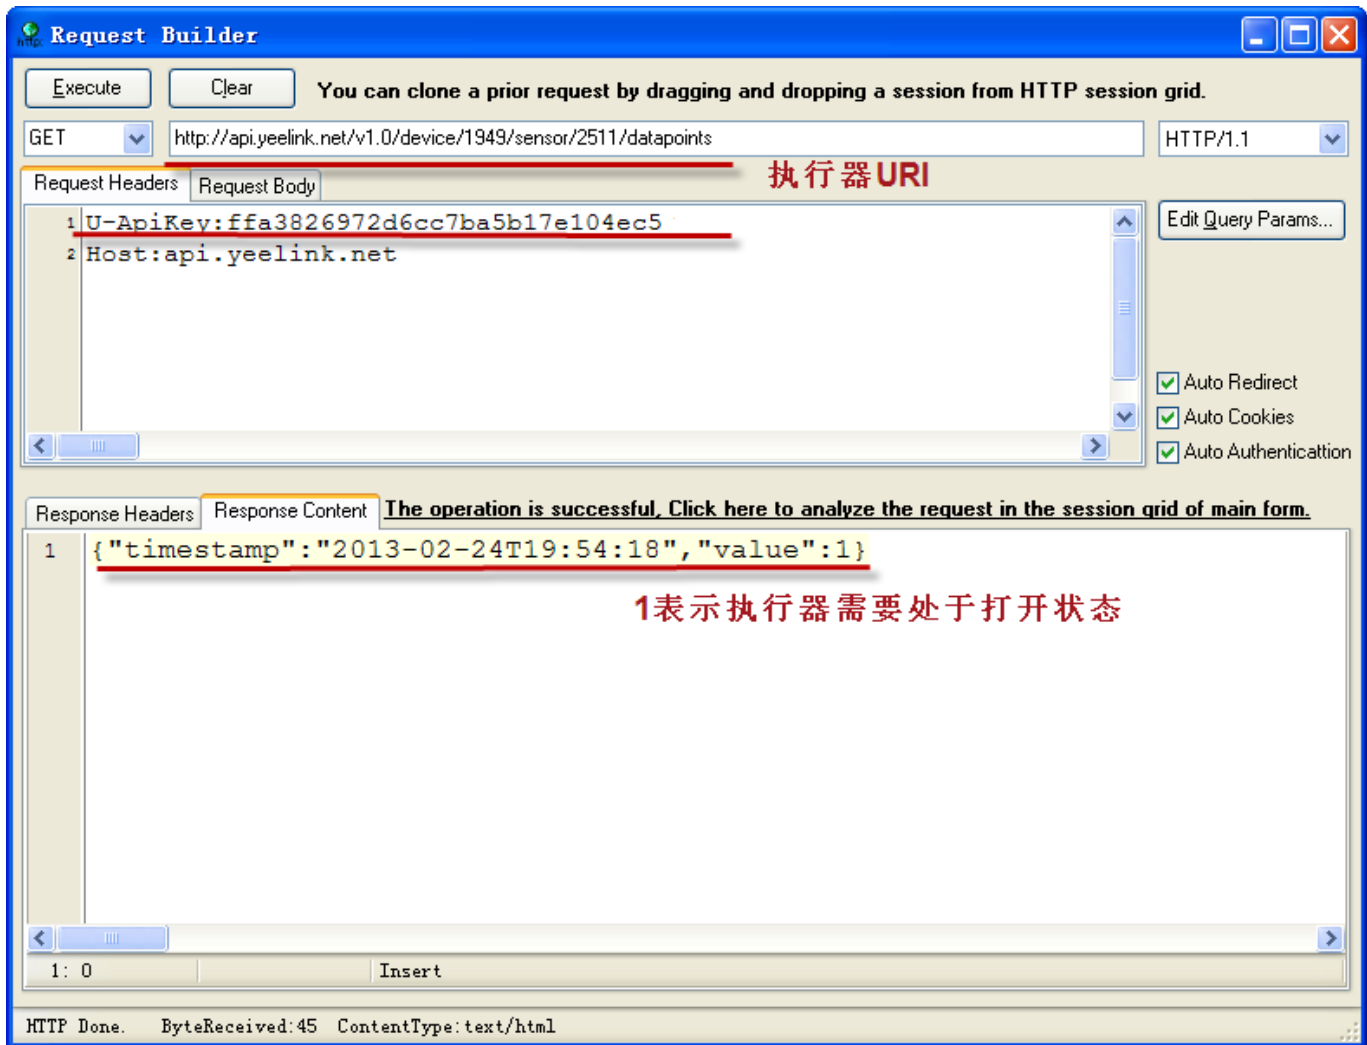 Request Builder
Execute Clear You can clone a prior request by dragging and dropping a session from HTTP session grid.
GET http://api.yeelink.net/v1.0/device/1949/sensor/2511/datapoints HTTP/1.1
执行器URI
Request Headers Request Body
1 U-ApiKey:ffa3826972d6cc7ba5b17e104ec5
Edit Query Params...
2 Host:api.yeelink.net
Auto Redirect
Auto Cookies
Auto Authenticattion
Response Headers Response Content The operation is successful, Click here to analyze the request in the session grid of main form.
1 {"timestamp":"2013-02-24T19:54:18","value":1}
1表示执行器需要处于打开状态
1: 0 Insert
HTTP Done. ByteReceived:45 ContentType:text/html